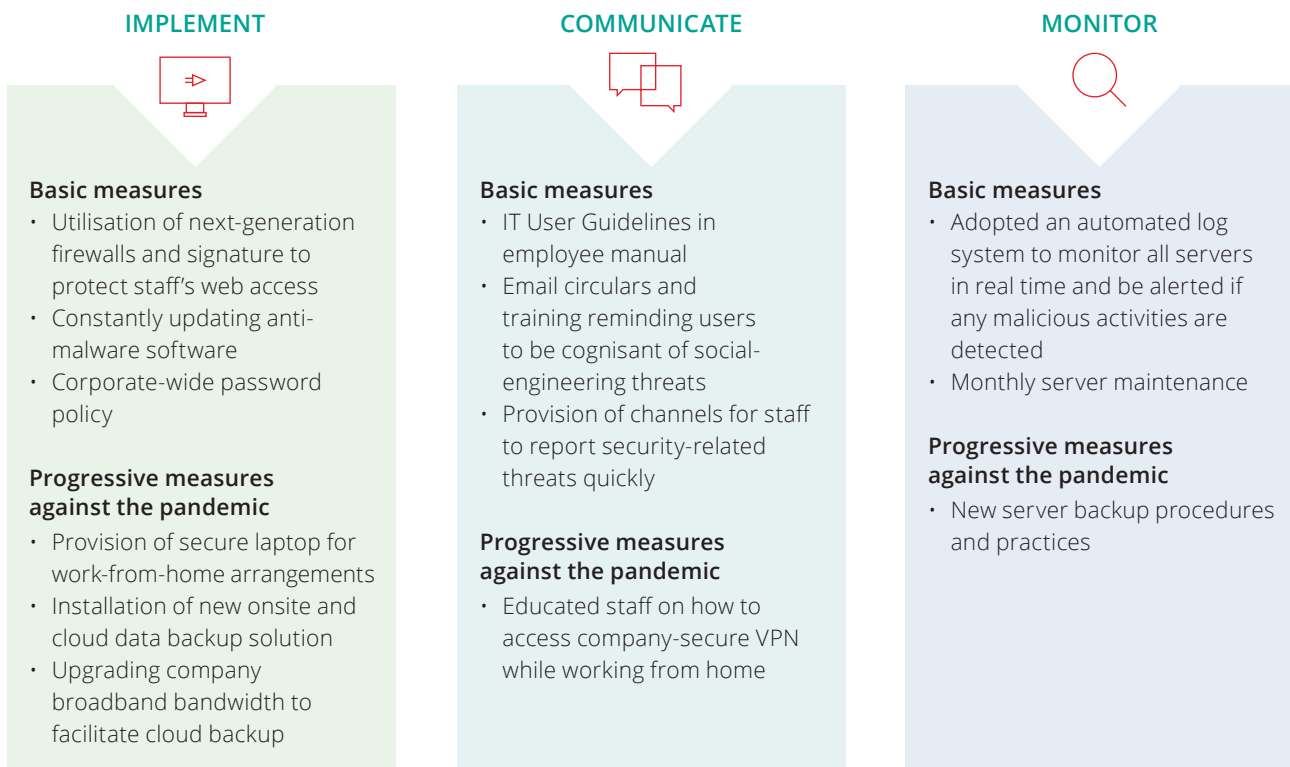 IMPLEMENT
Basic measures
• Utilisation of next-generation
firewalls and signature to
protect staff's web access
• Constantly updating anti-
malware software
• Corporate-wide password
policy
Progressive measures
against the pandemic
• Provision of secure laptop for
work-from-home arrangements
• Installation of new onsite and
cloud data backup solution
• Upgrading company
broadband bandwidth to
facilitate cloud backup
COMMUNICATE
Basic measures
• IT User Guidelines in
employee manual
• Email circulars and
training reminding users
to be cognisant of social-
engineering threats
• Provision of channels for staff
to report security-related
threats quickly
Progressive measures
against the pandemic
• Educated staff on how to
access company-secure VPN
while working from home
MONITOR
Basic measures
• Adopted an automated log
system to monitor all servers
in real time and be alerted if
any malicious activities are
detected
• Monthly server maintenance
Progressive measures
against the pandemic
• New server backup procedures
and practices